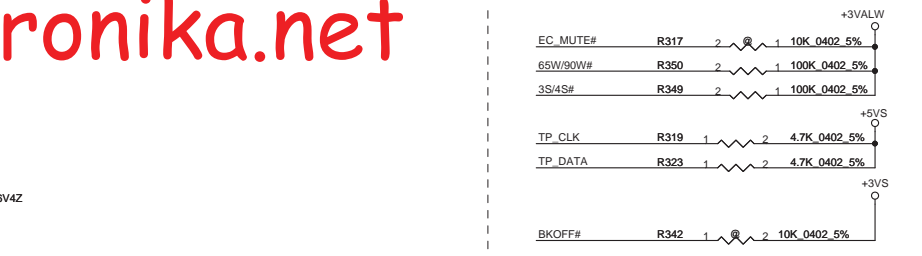 ronika.net
+3VALW
EC_MUTE# R317 2 @ 1 10K_0402_5%
65W/90W# R350 2 1 100K_0402_5%
3S/4S# R349 2 1 100K_0402_5%
+5VS
TP_CLK R319 1 2 4.7K_0402_5%
TP_DATA R323 1 2 4.7K_0402_5%
+3VS
V4Z
BKOFF# R342 1 @ 2 10K_0402_5%